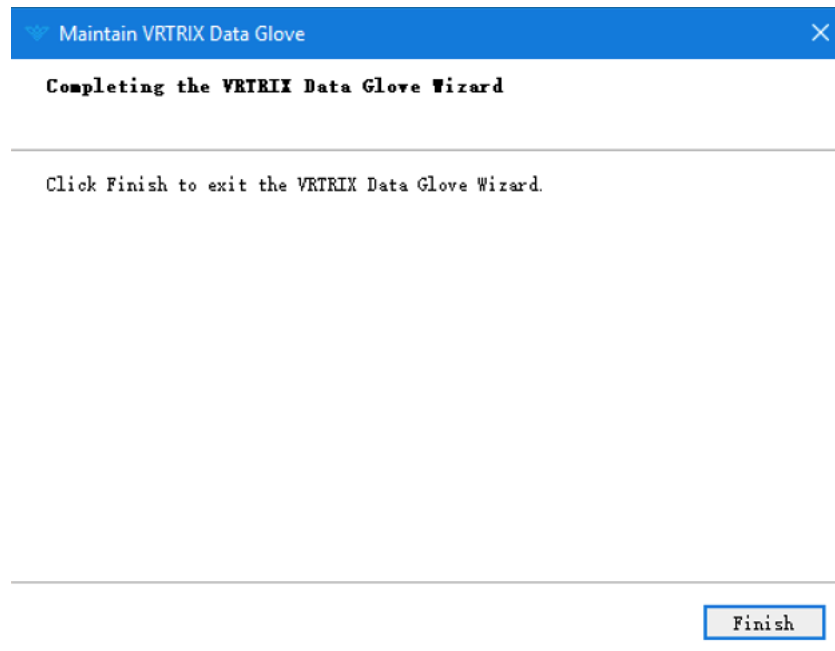 Maintain VRTRIX Data Glove
Completing the VRTRIX Data Glove Wizard
Click Finish to exit the VRTRIX Data Glove Wizard.
Finish